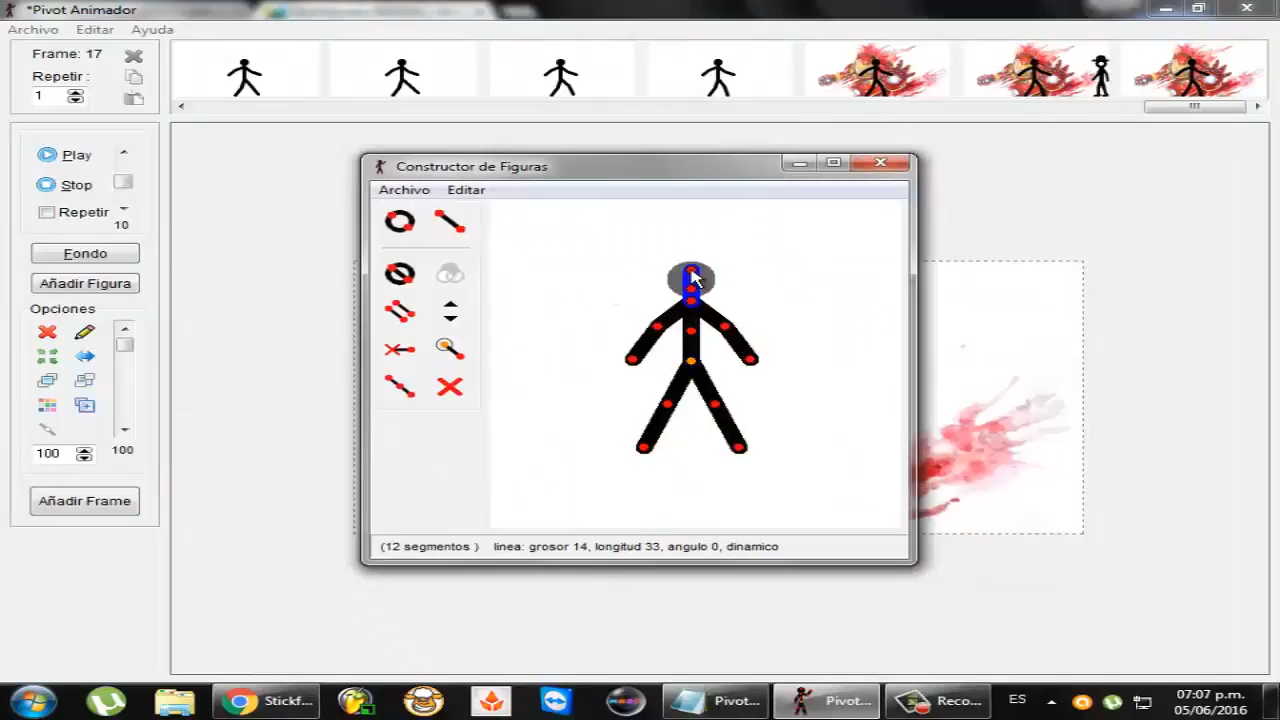 *Pivot Animador
Archivo Editar Ayuda
Frame: 17
Repetir :
1
Play
Stop
Repetir
10
Fondo
Añadir Figura
Opciones
100
100
Añadir Frame
Constructor de Figuras
Archivo Editar
(12 segmentos ) linea: grosor 14, longitud 33, angulo 0, dinamico
Stickf...
Pivot...
Pivot...
Reco...
ES
07:07 p.m.
05/06/2016